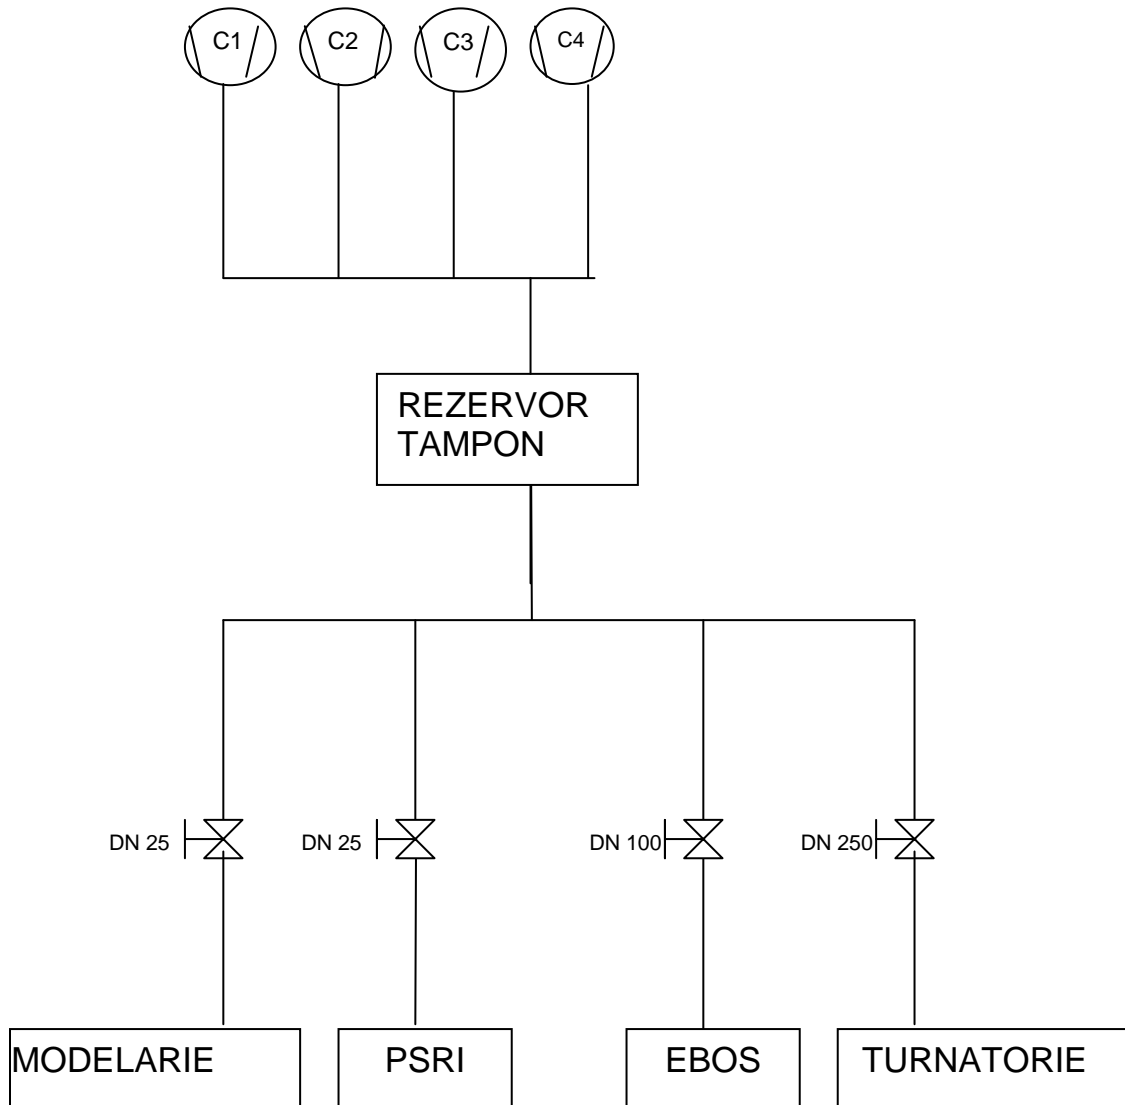 C1
C2
C3
C4
REZERVOR
TAMPON
DN 25
DN 25
DN 100
DN 250
MODELARIE
PSRI
EBOS
TURNATORIE